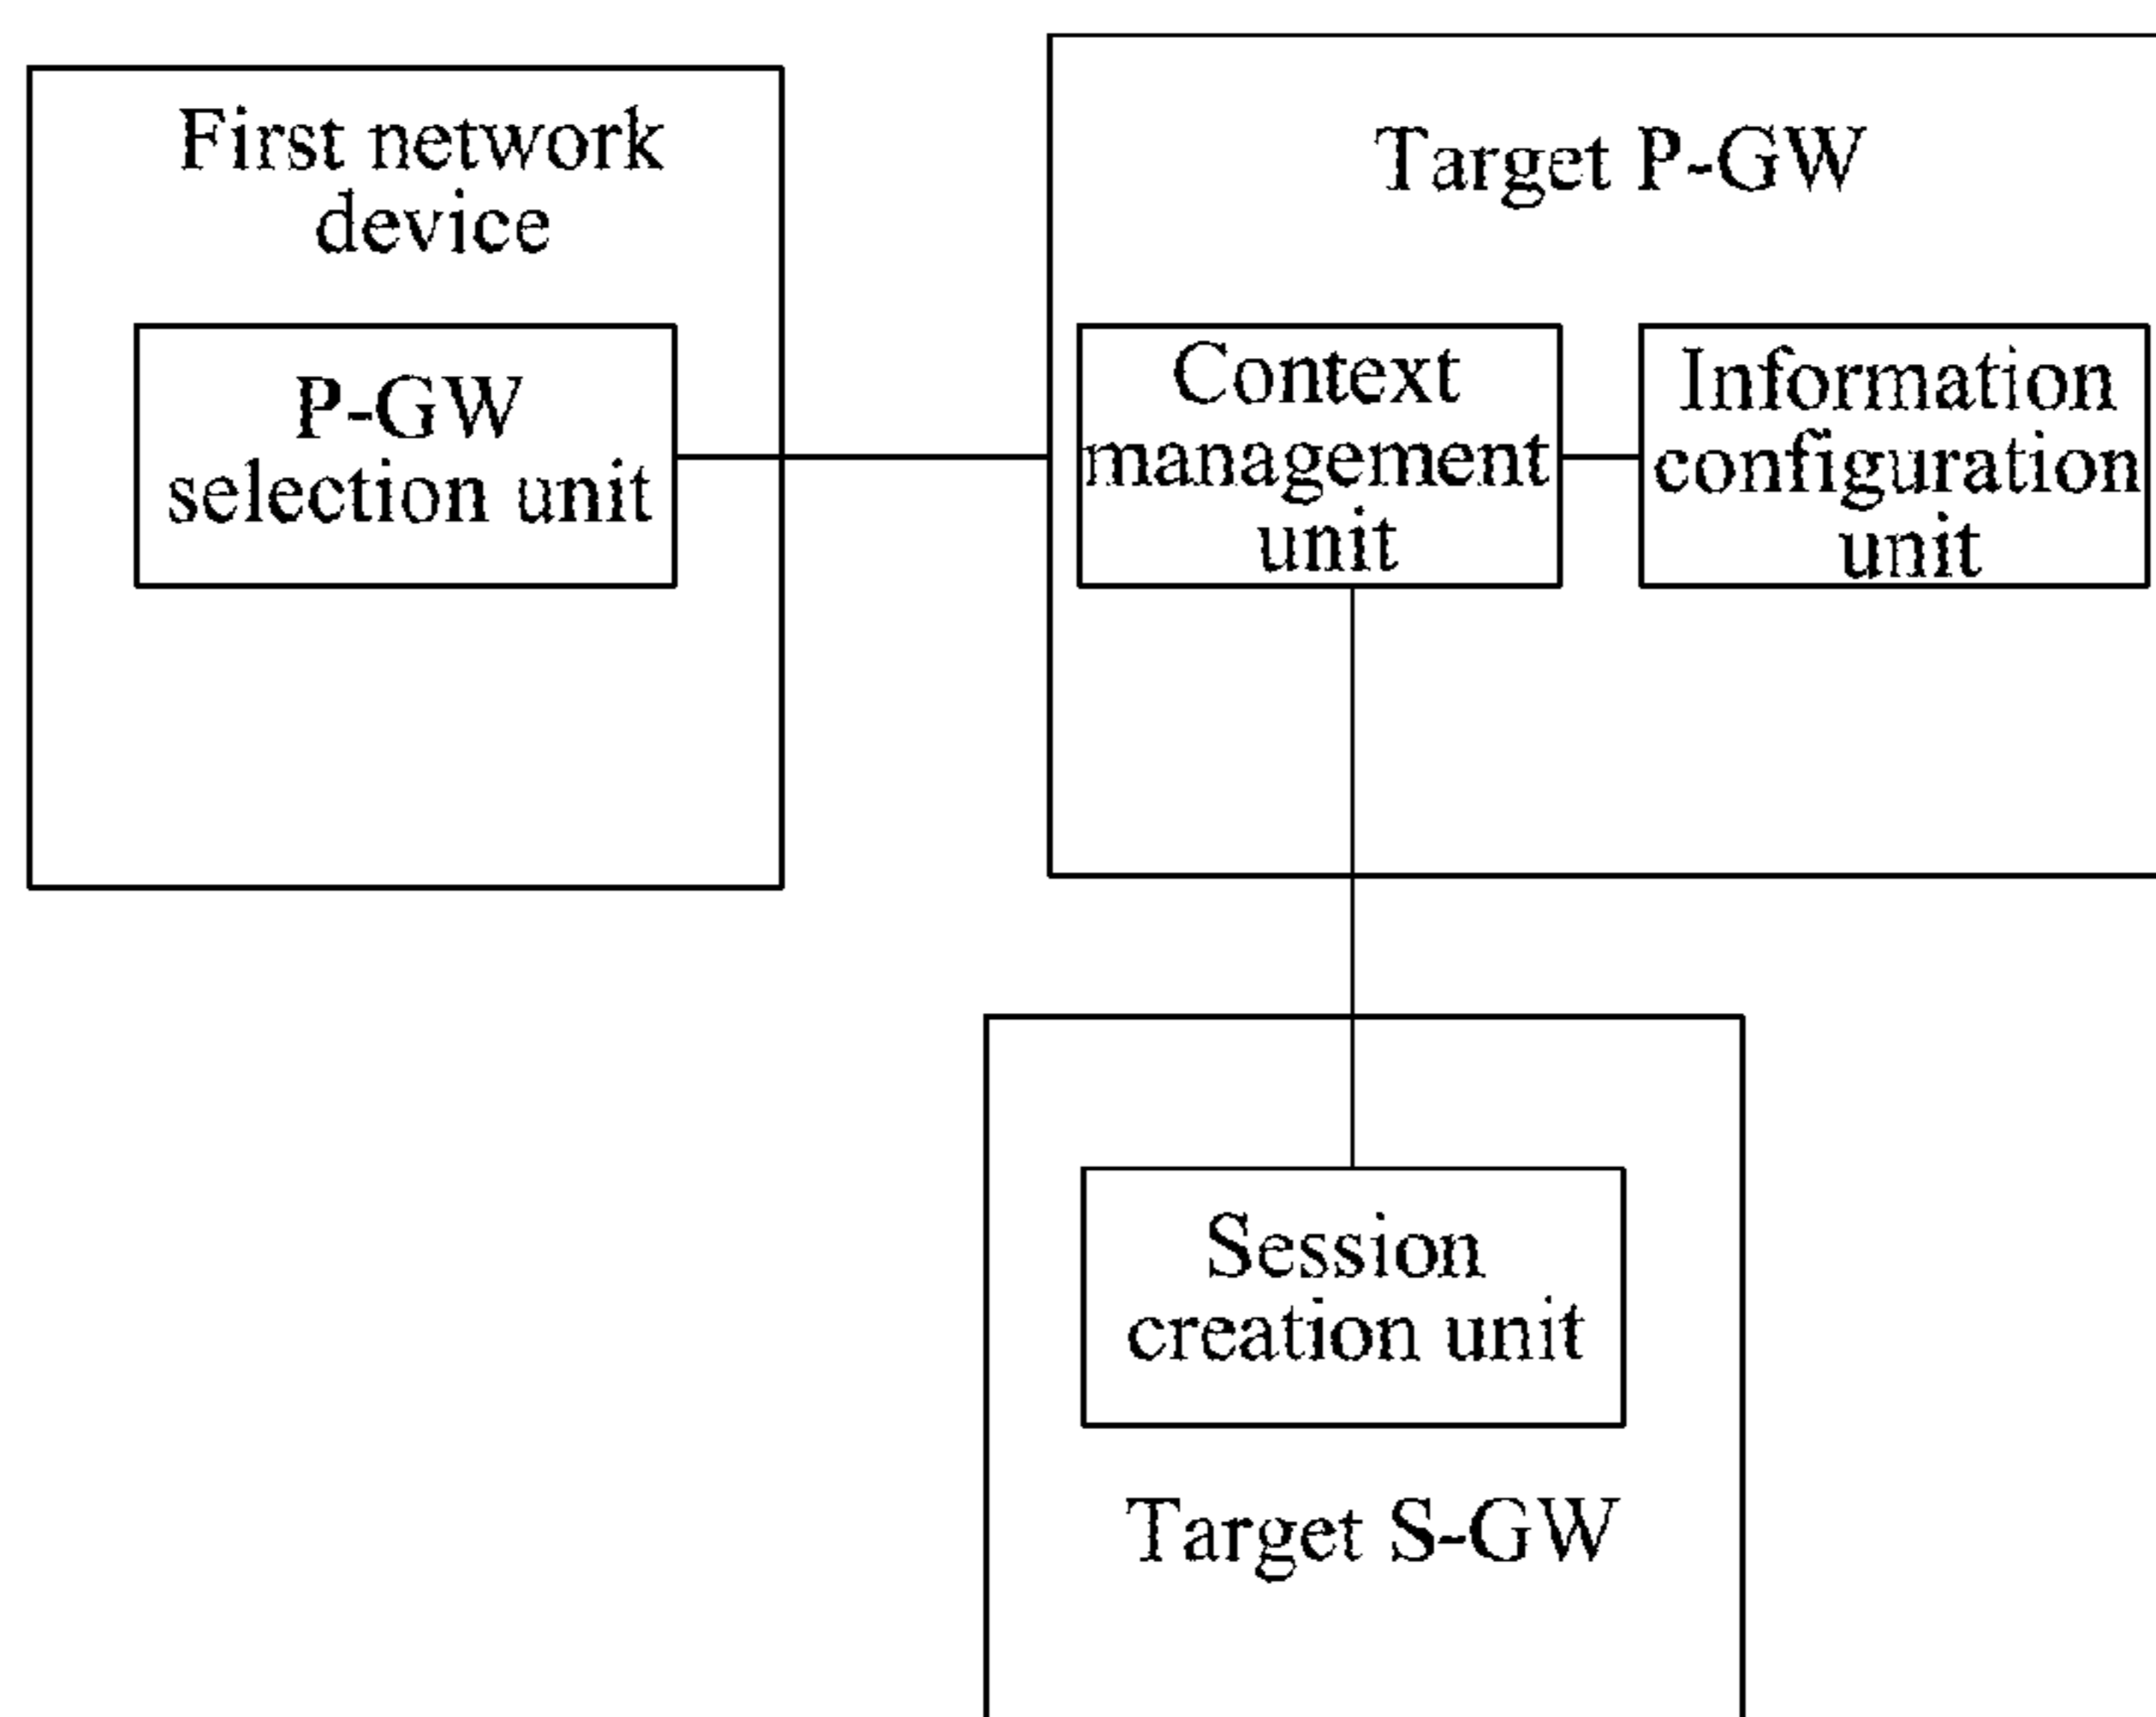 First network
device
P-GW
selection unit
Target P-GW
Context
management
unit
Information
configuration
unit
Session
creation unit
Target S-GW